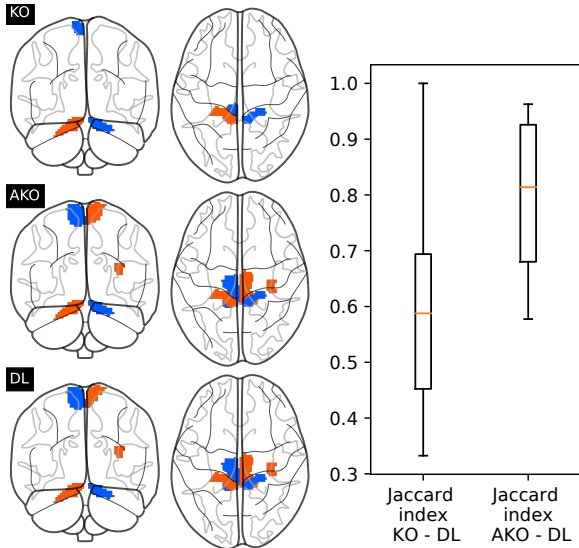 KO
AKO
DL
1.0
0.9
0.8
0.7
0.6
0.5
0.4
0.3
Jaccard
index
KO - DL
Jaccard
index
AKO - DL